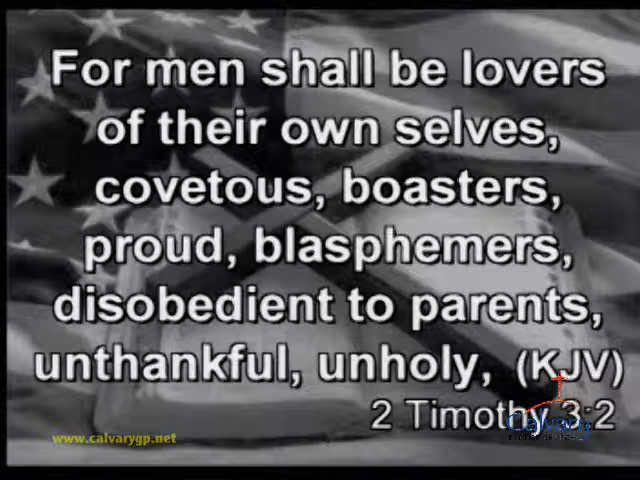 For men shall be lovers
of their own selves,
covetous, boasters,
proud, blasphemers,
disobedient to parents,
unthankful, unholy, (KJV)
2 Timothy 3:2
www.calvarygp.net
Calvary